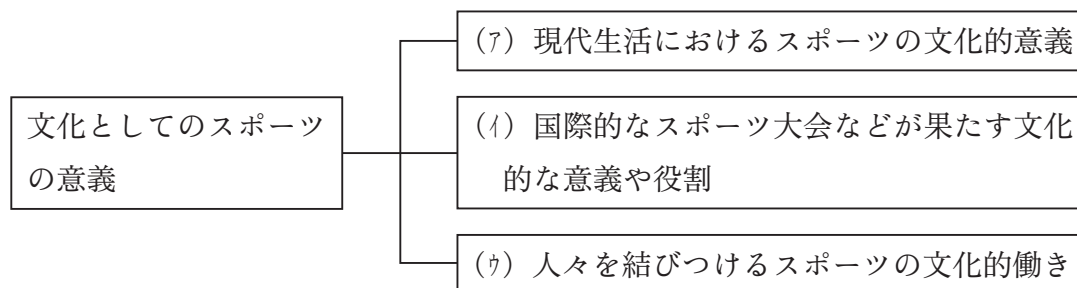 文化としてのスポーツ
の意義
(ｱ) 現代生活におけるスポーツの文化的意義
(ｲ) 国際的なスポーツ大会などが果たす文化
的な意義や役割
(ｳ) 人々を結びつけるスポーツの文化的働き